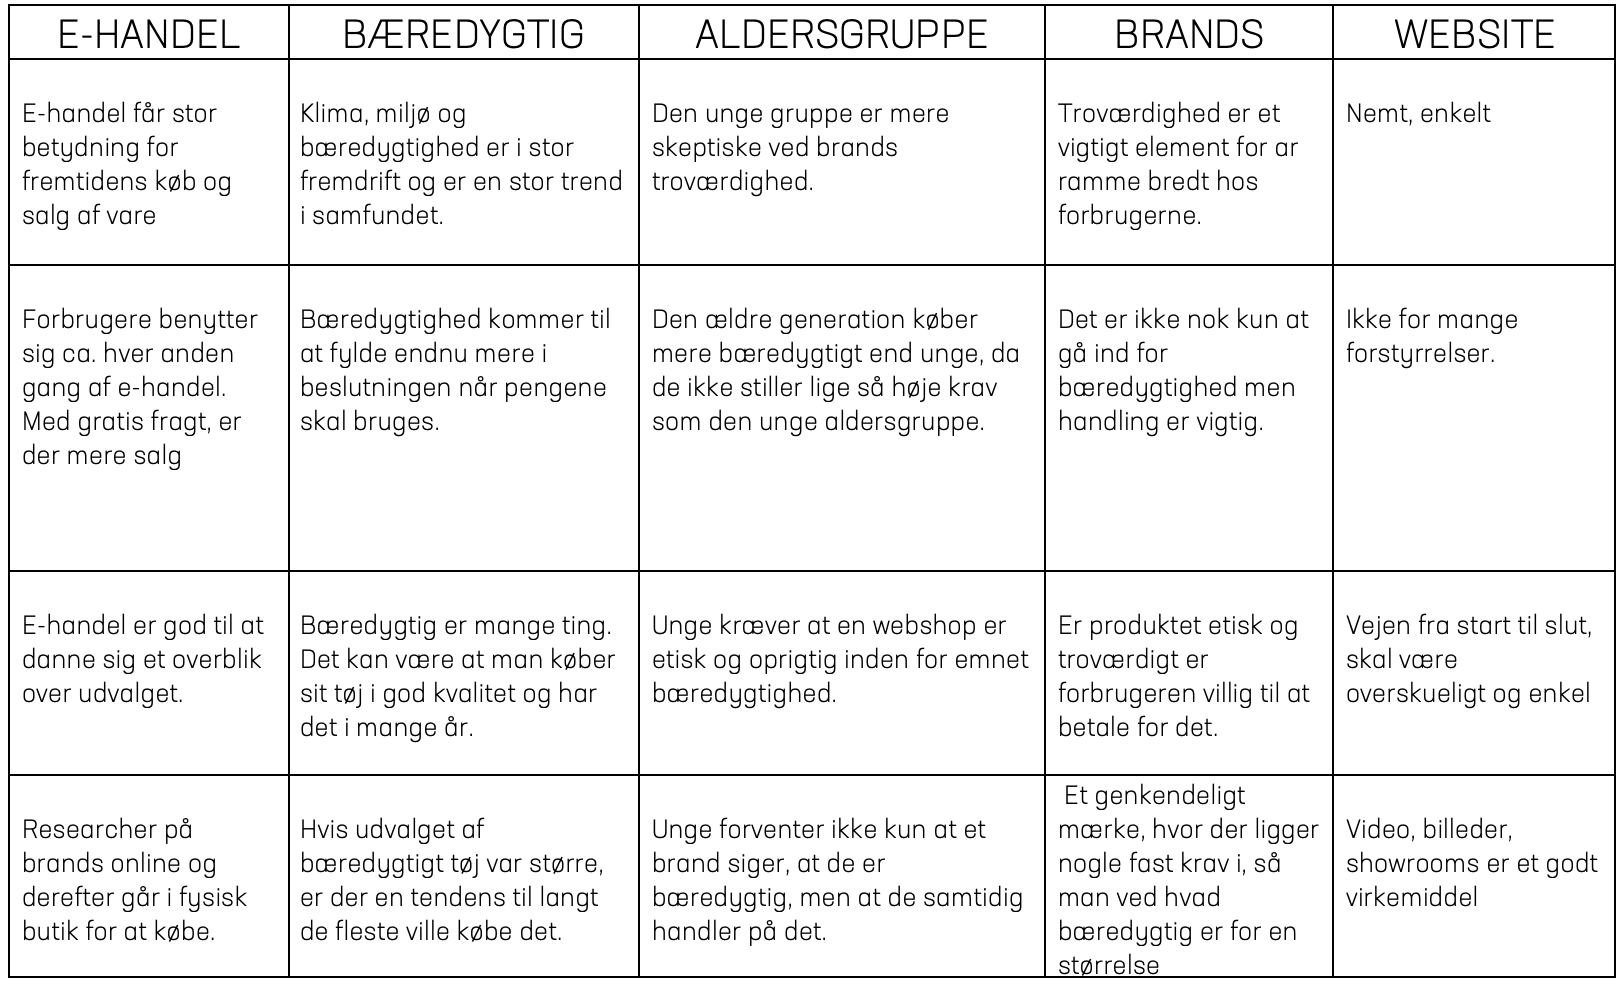 E-HANDEL
BÆREDYGTIG
ALDERSGRUPPE
BRANDS
WEBSITE
E-handel får stor
betydning for
fremtidens køb og
salg af vare
Klima, miljø og
bæredygtighed er i stor
fremdrift og er en stor trend
i samfundet.
Den unge gruppe er mere
skeptiske ved brands
troværdighed.
Troværdighed er et
vigtigt element for ar
ramme bredt hos
forbrugerne.
Nemt, enkelt
Forbrugere benytter
sig ca. hver anden
gang af e-handel.
Med gratis fragt, er
der mere salg
Bæredygtighed kommer til
at fylde endnu mere i
beslutningen når pengene
skal bruges.
Den ældre generation køber
mere bæredygtigt end unge, da
de ikke stiller lige så høje krav
som den unge aldersgruppe.
Det er ikke nok kun at
gå ind for
bæredygtighed men
handling er vigtig.
Ikke for mange
forstyrrelser.
E-handel er god til at
danne sig et overblik
over udvalget.
Bæredygtig er mange ting.
Det kan være at man køber
sit tøj i god kvalitet og har
det i mange år.
Unge kræver at en webshop er
etisk og oprigtig inden for emnet
bæredygtighed.
Er produktet etisk og
troværdigt er
forbrugeren villig til at
betale for det.
Vejen fra start til slut,
skal være
overskueligt og enkel
Researcher på
brands online og
derefter går i fysisk
butik for at købe.
Hvis udvalget af
bæredygtigt tøj var større,
er der en tendens til langt
de fleste ville købe det.
Unge forventer ikke kun at et
brand siger, at de er
bæredygtig, men at de samtidig
handler på det.
Et genkendeligt
mærke, hvor der ligger
nogle fast krav i, så
man ved hvad
bæredygtig er for en
størrelse
Video, billeder,
showrooms er et godt
virkemiddel